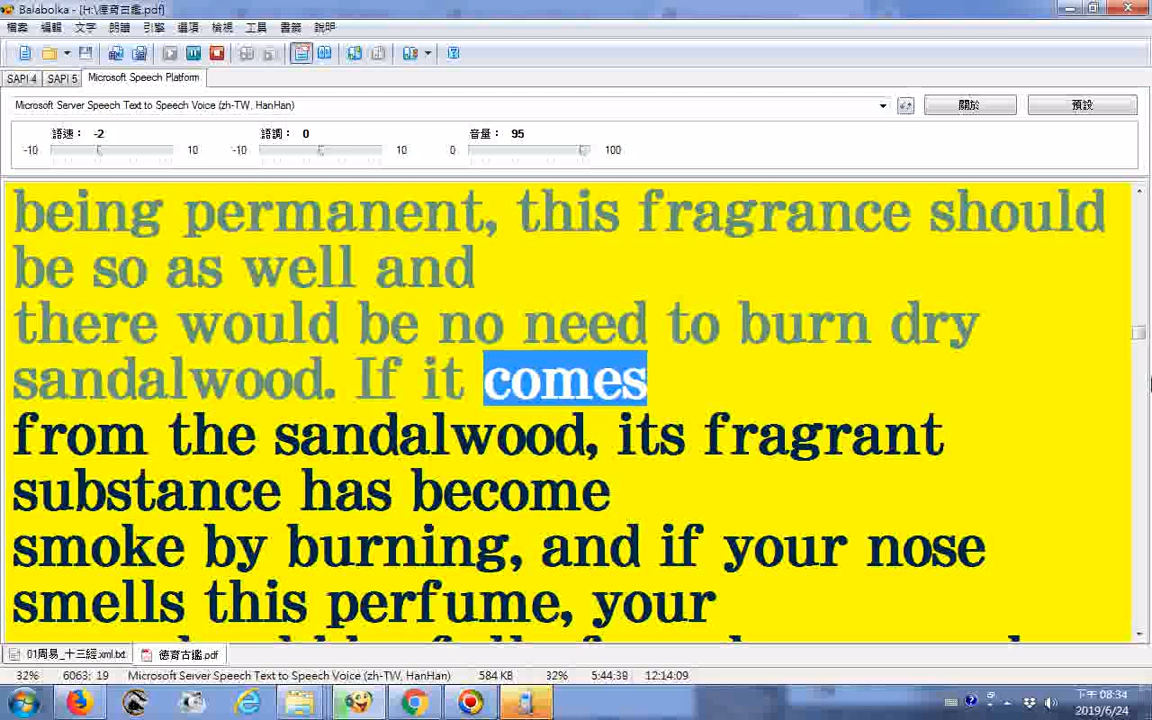 Balabolka - [H:\德育古鑑.pdf]
檔案 編輯 文字 朗讀 引擎 選項 檢視 工具 書籤 說明
SAPI 4 SAPI 5 Microsoft Speech Platform
Microsoft Server Speech Text to Speech Voice (zh-TW, HanHan) 關於 預設
語速： -2 語調： 0 音量： 95
-10 10 -10 10 0 100
being permanent, this fragrance should
be so as well and
there would be no need to burn dry
sandalwood. If it comes
from the sandalwood, its fragrant
substance has become
smoke by burning, and if your nose
smells this perfume, your
01周易_十三經.xml.txt 德育古鑑.pdf
32% 6063: 19 Microsoft Server Speech Text to Speech Voice (zh-TW, HanHan) 584 KB 32% 5:44:38 12:14:09
下午 08:34
2019/6/24